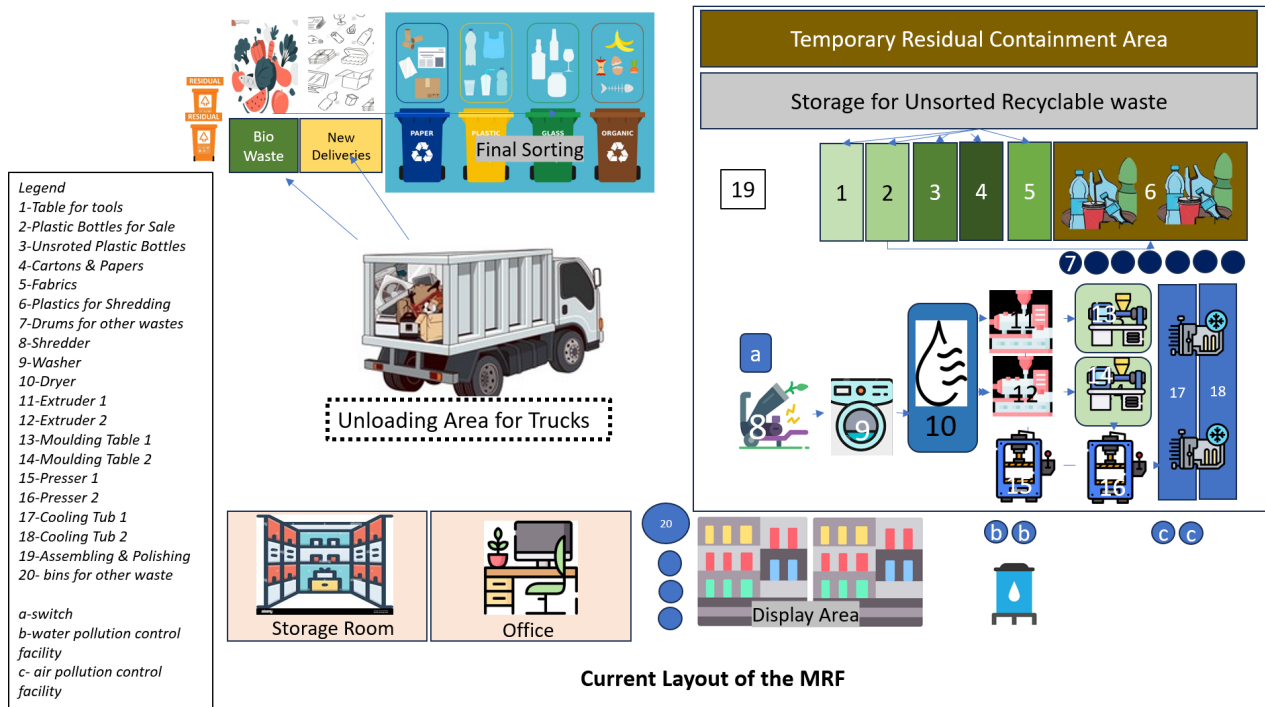 RESIDUAL
RESIDUAL
Bio
Waste
New
Deliveries
PAPER
PLASTIC
GLASS
ORGANIC
Final Sorting
Temporary Residual Containment Area
Storage for Unsorted Recyclable waste
19
1
2
3
4
5
6
7
Legend
1-Table for tools
2-Plastic Bottles for Sale
3-Unsroted Plastic Bottles
4-Cartons & Papers
5-Fabrics
6-Plastics for Shredding
7-Drums for other wastes
8-Shredder
9-Washer
10-Dryer
11-Extruder 1
12-Extruder 2
13-Moulding Table 1
14-Moulding Table 2
15-Presser 1
16-Presser 2
17-Cooling Tub 1
18-Cooling Tub 2
19-Assembling & Polishing
20- bins for other waste
a-switch
b-water pollution control
facility
c- air pollution control
facility
Unloading Area for Trucks
a
8
9
10
11
12
13
14
15
16
17
18
Storage Room
Office
20
Display Area
b
b
c
c
Current Layout of the MRF